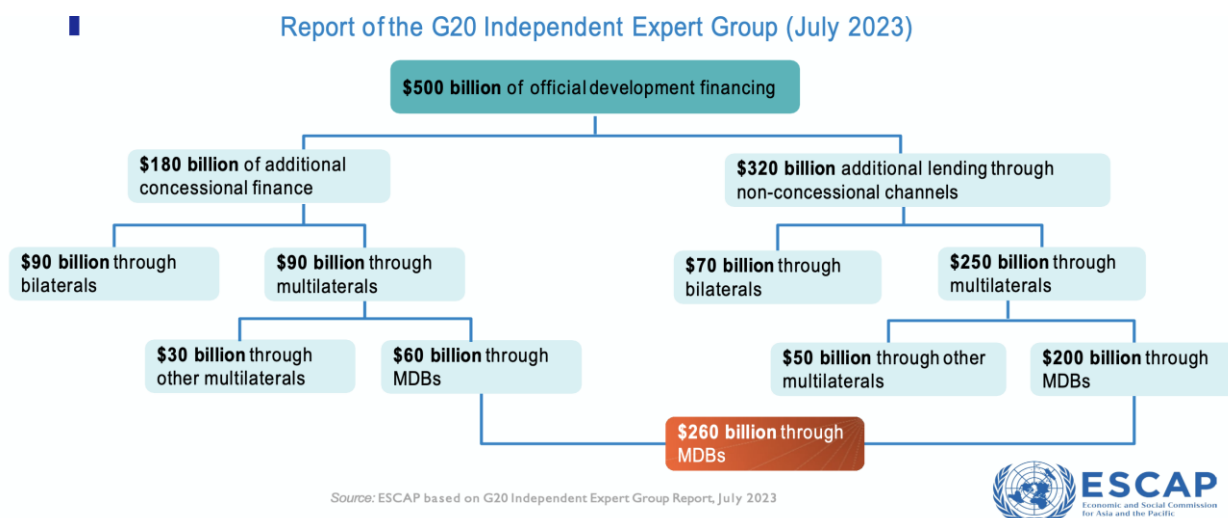 Report of the G20 Independent Expert Group (July 2023)
$500 billion of official development financing
$180 billion of additional
concessional finance
$320 billion additional lending through
non-concessional channels
$90 billion through
bilaterals
$90 billion through
multilaterals
$70 billion through
bilaterals
$250 billion through
multilaterals
$30 billion through
other multilaterals
$60 billion through
MDBs
$50 billion through other
multilaterals
$200 billion through
MDBs
$260 billion through
MDBs
Source: ESCAP based on G20 Independent Expert Group Report, July 2023
ESCAP
Economic and Social Commission
for Asia and the Pacific